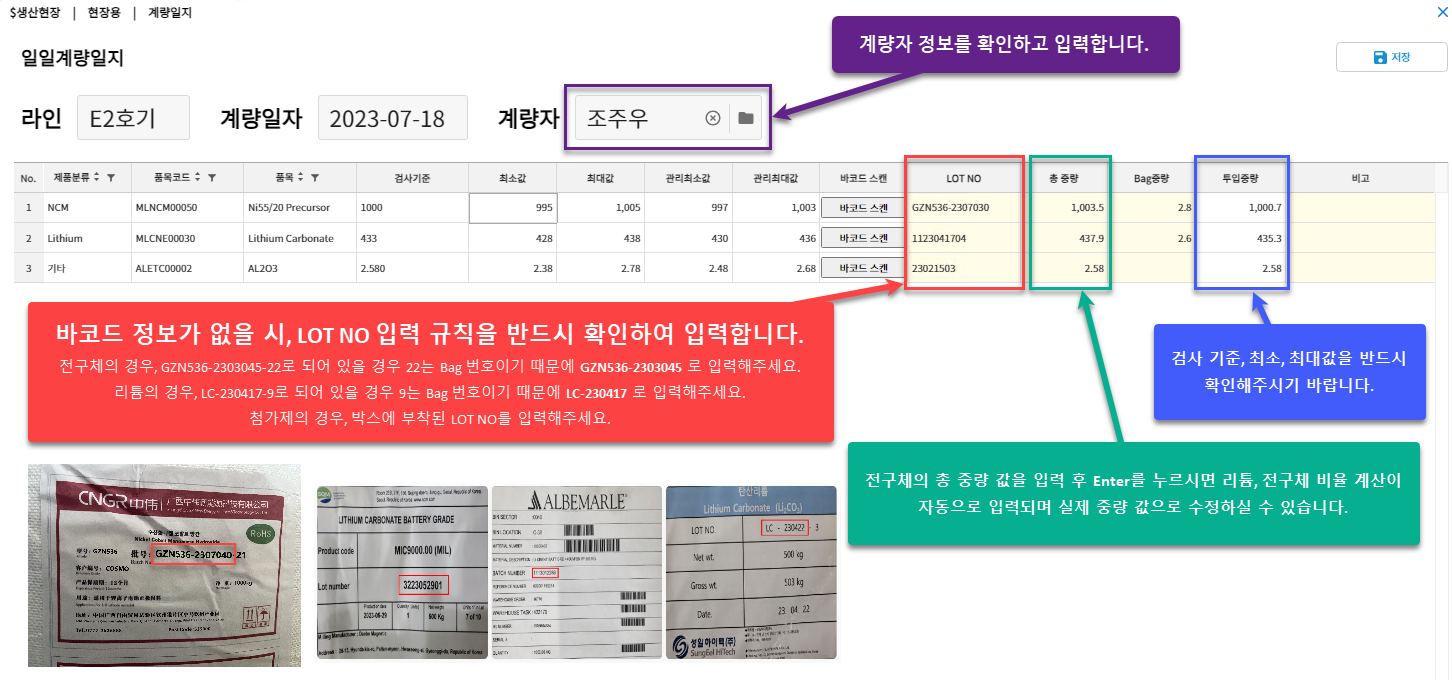 $생산현장 | 현장용 | 계량일지
계량자 정보를 확인하고 입력합니다.
일일계량일지
저장
라인 E2호기 계량일자 2023-07-18 계량자 조주우
No. 제품분류 품목코드 품목 검사기준 최소값 최대값 관리최소값 관리최대값 바코드 스캔 LOT NO 총 중량 Bag중량 투입중량 비고
1 NCM MLNCM00050 Ni55/20 Precursor 1000 995 1,005 997 1,003 바코드 스캔 GZN536-2307030 1,003.5 2.8 1,000.7
2 Lithium MLCNE00030 Lithium Carbonate 433 428 438 430 436 바코드 스캔 1123041704 437.9 2.6 435.3
3 기타 ALETC00002 AL2O3 2.580 2.38 2.78 2.48 2.68 바코드 스캔 23021503 2.58 2.58
바코드 정보가 없을 시, LOT NO 입력 규칙을 반드시 확인하여 입력합니다.
전구체의 경우, GZN536-2303045-22로 되어 있을 경우 22는 Bag 번호이기 때문에 GZN536-2303045 로 입력해주세요.
리튬의 경우, LC-230417-9로 되어 있을 경우 9는 Bag 번호이기 때문에 LC-230417 로 입력해주세요.
첨가제의 경우, 박스에 부착된 LOT NO를 입력해주세요.
검사 기준, 최소, 최대값을 반드시
확인해주시기 바랍니다.
전구체의 총 중량 값을 입력 후 Enter를 누르시면 리튬, 전구체 비율 계산이
자동으로 입력되며 실제 중량 값으로 수정하실 수 있습니다.
CNGR 中伟
RoHS
Nickel Cobalt Manganese Hydroxide
型号: GZN536 批号: GZN536-2307040-21
COSMO
LITHIUM CARBONATE BATTERY GRADE
Product code MIC9000.00 (MIL)
Lot number 3223052901
500 Kg 7 of 10
ALBEMARLE
BATCH NUMBER
QUANTITY
탄산리튬
Lithium Carbonate (Li2CO3)
LOT NO. LC - 230422 - 3
Net wt. 500 kg
Gross wt. 503 kg
Date. 23. 04. 22
성일하이텍(주)
SungEel HiTech